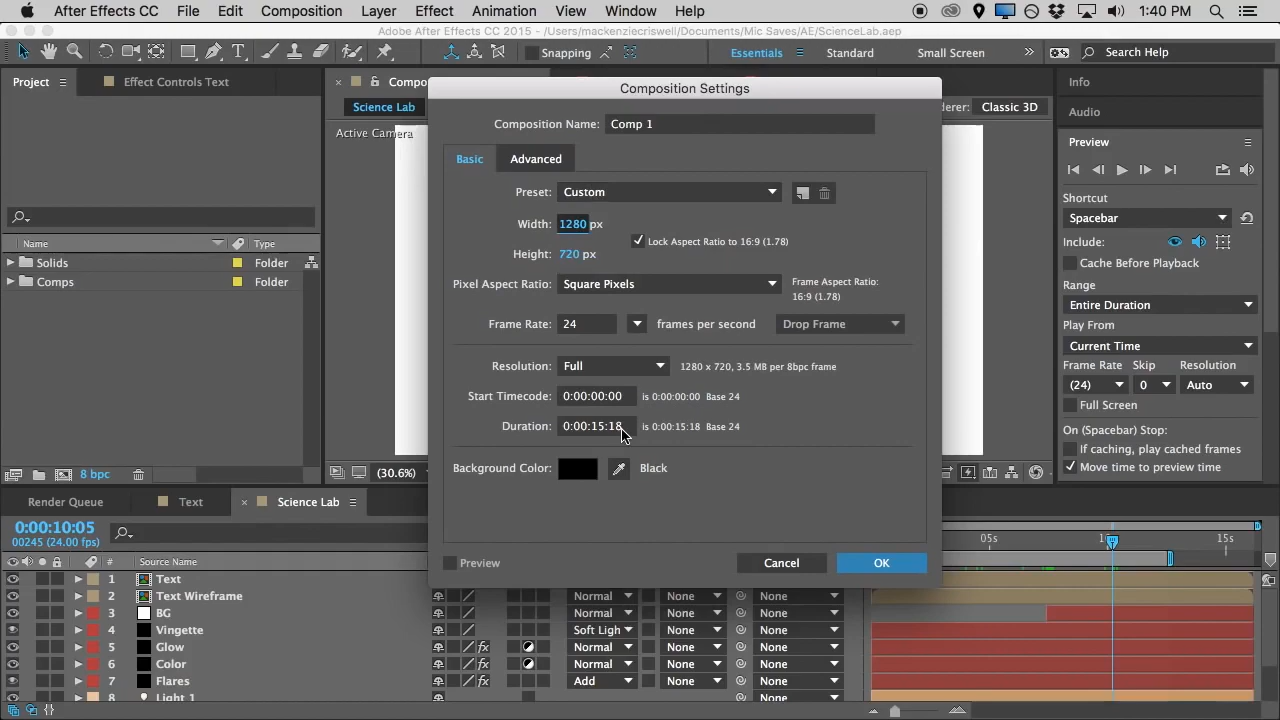 After Effects CC File Edit Composition Layer Effect Animation View Window Help 1:40 PM
Adobe After Effects CC 2015 - /Users/mackenziecriswell/Documents/Mic Saves/AE/ScienceLab.aep
Snapping Essentials Standard Small Screen Search Help
Project Effect Controls Text
Compo
Science Lab
Active Camera
derer: Classic 3D
Name Type
Solids Folder
Comps Folder
8 bpc
(30.6%)
Composition Settings
Composition Name: Comp 1
Basic Advanced
Preset: Custom
Width: 1280 px
Lock Aspect Ratio to 16:9 (1.78)
Height: 720 px
Pixel Aspect Ratio: Square Pixels
Frame Aspect Ratio:
16:9 (1.78)
Frame Rate: 24 frames per second Drop Frame
Resolution: Full 1280 x 720, 3.5 MB per 8bpc frame
Start Timecode: 0:00:00:00 is 0:00:00:00 Base 24
Duration: 0:00:15:18 is 0:00:15:18 Base 24
Background Color: Black
Preview Cancel OK
Info
Audio
Preview
Shortcut
Spacebar
Include:
Cache Before Playback
Range
Entire Duration
Play From
Current Time
Frame Rate Skip Resolution
(24) 0 Auto
Full Screen
On (Spacebar) Stop:
If caching, play cached frames
Move time to preview time
Render Queue Text Science Lab
0:00:10:05
00245 (24.00 fps)
05s 15s
# Source Name
1 Text
2 Text Wireframe Normal None None
3 BG Normal None None
4 Vingette Soft Ligh None None
5 Glow fx Normal None None
6 Color fx Normal None None
7 Flares fx Add None None
8 Light 1 None